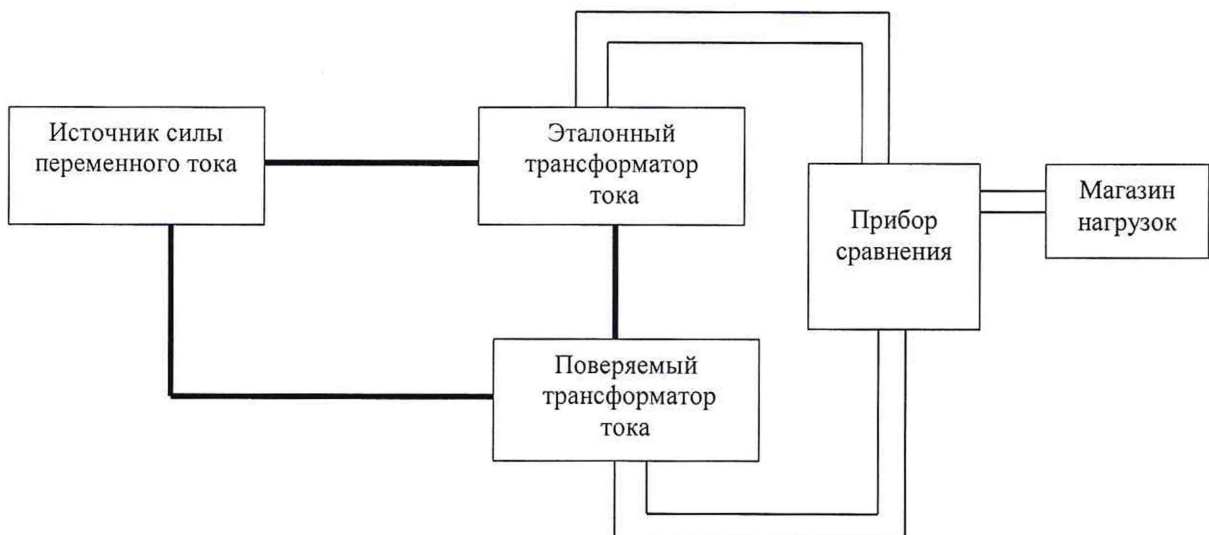 Источник силы
переменного тока
Эталонный
трансформатор
тока
Прибор
сравнения
Магазин
нагрузок
Поверяемый
трансформатор
тока